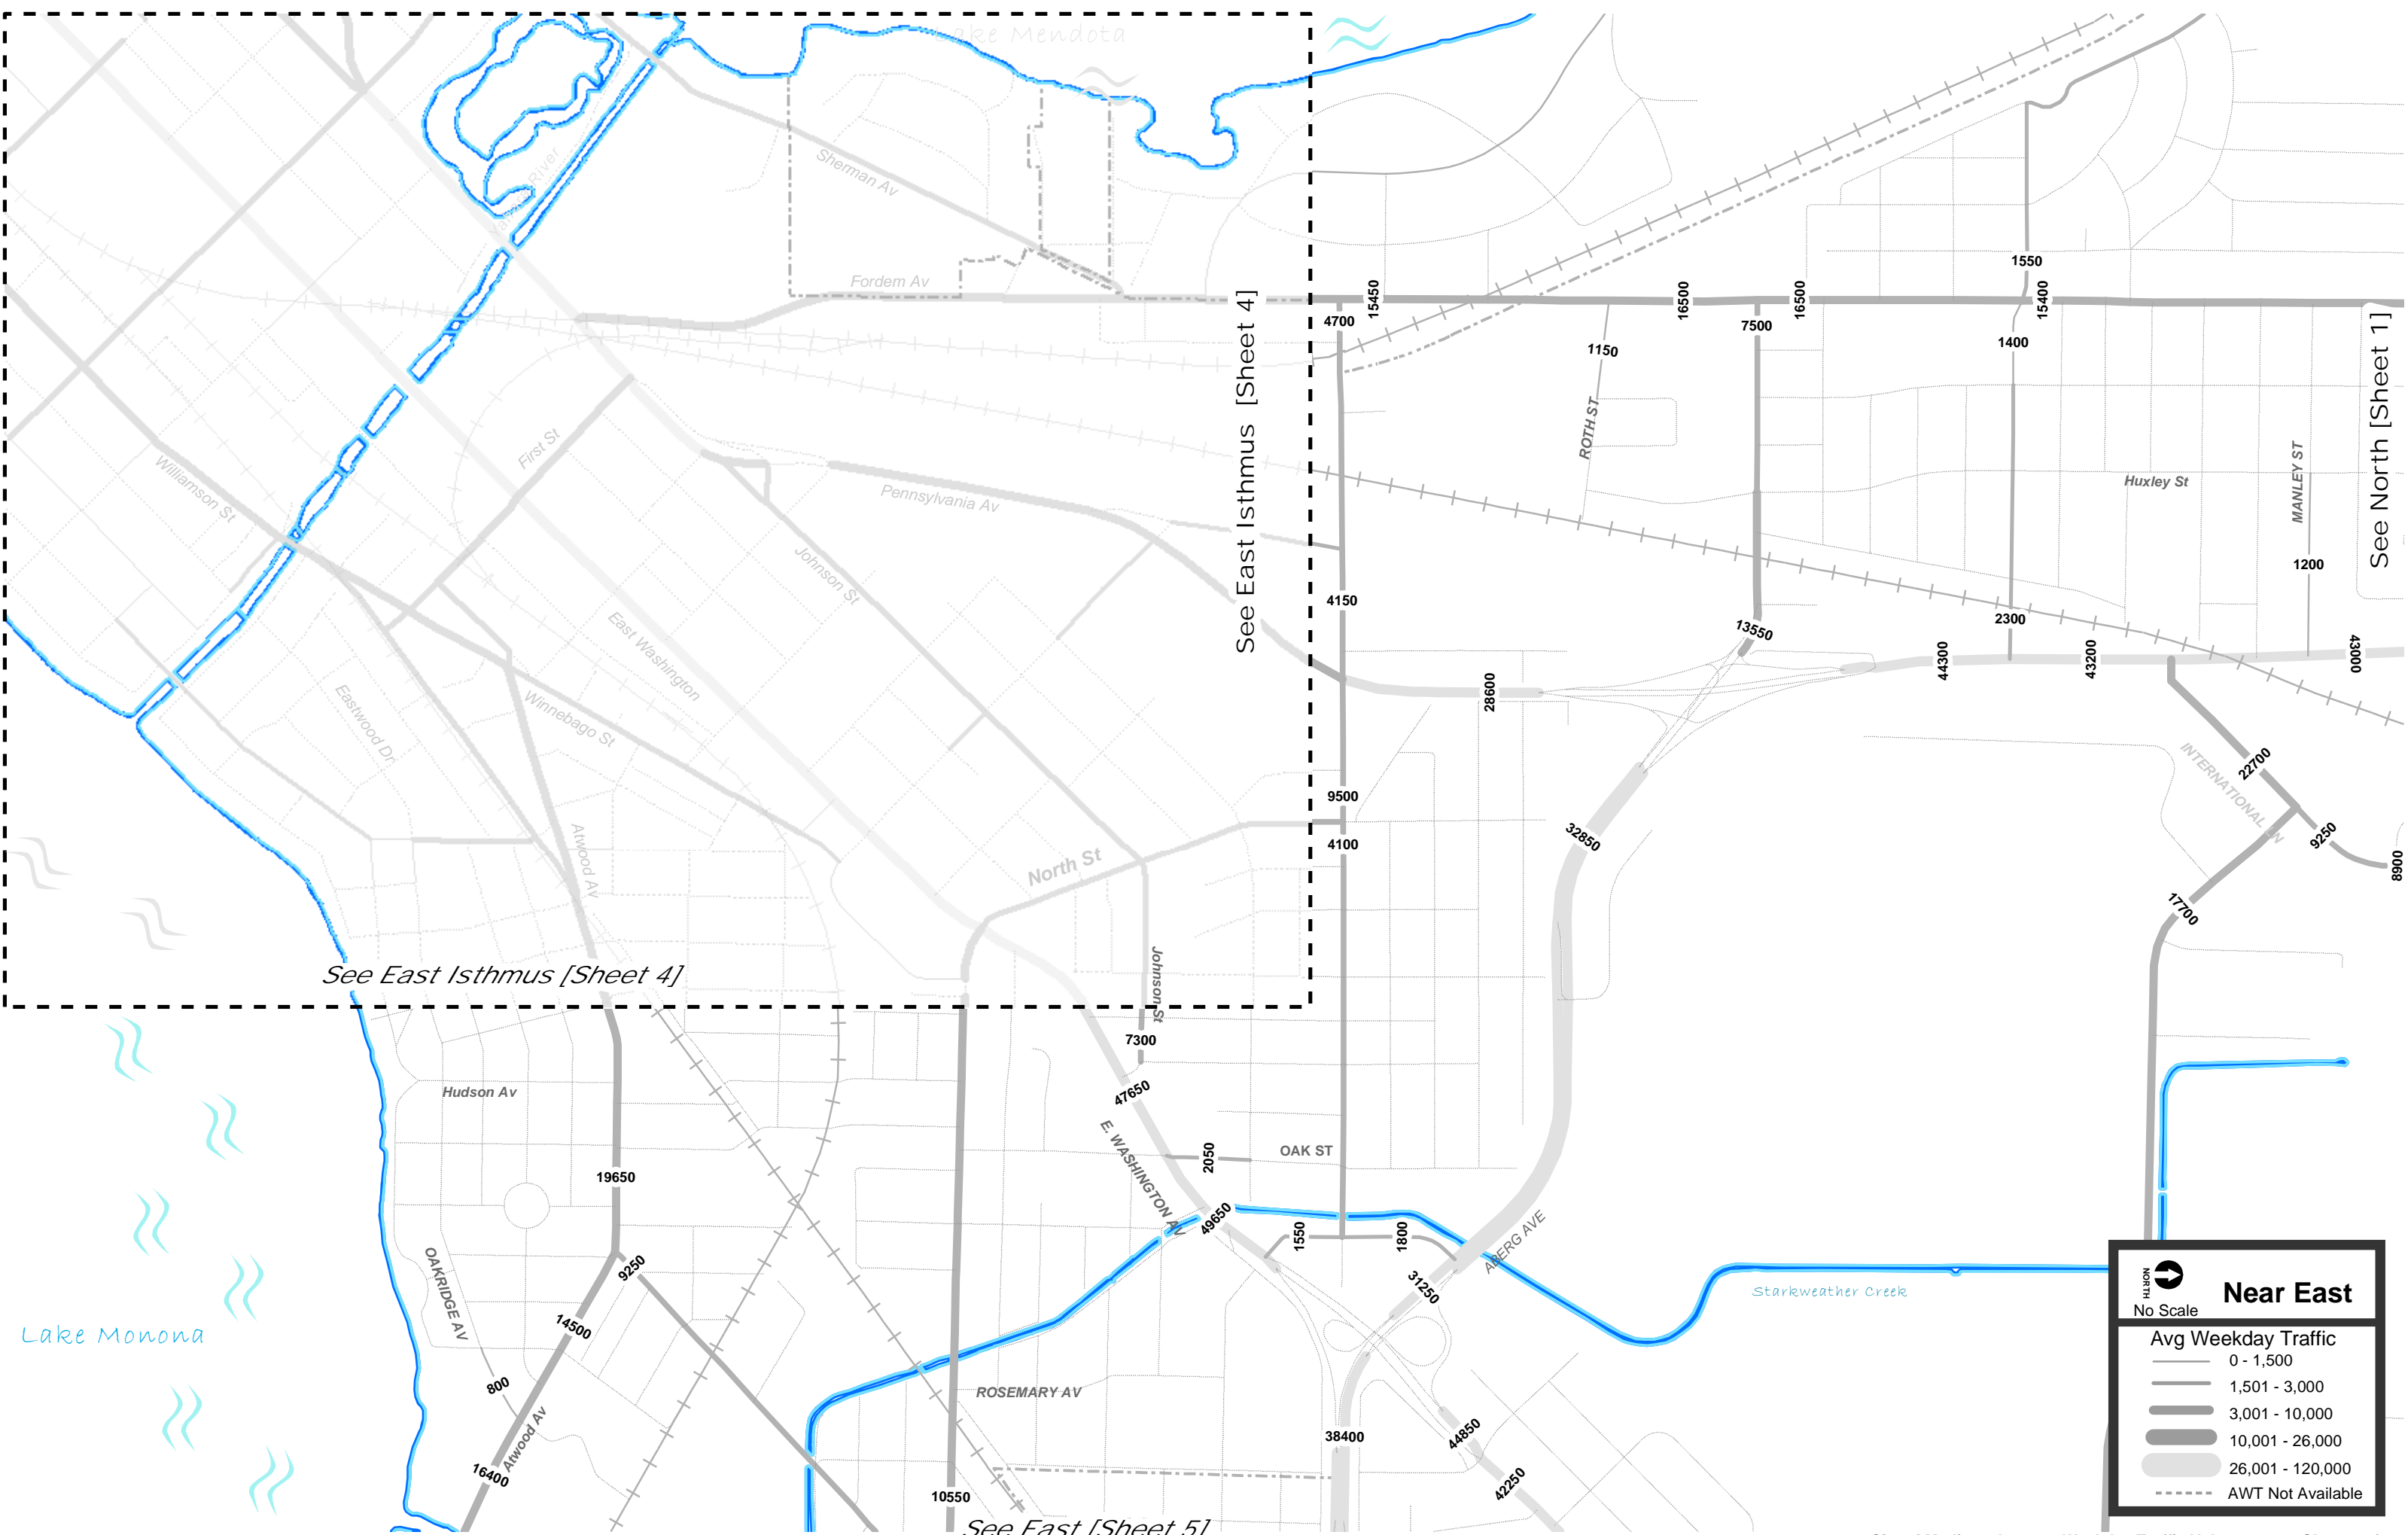 Lake Mendota
Sherman Av
River
Fordem Av
1550
15450
16500
16500
15400
4700
7500
1150
1400
See East Isthmus [Sheet 4]
See North [Sheet 1]
ROTH ST
First St
Williamson St
Pennsylvania Av
Huxley St
MANLEY ST
Johnson St
1200
4150
East Washington
2300
13550
43000
44300
43200
28600
Eastwood Dr
Winnebago St
22700
INTERNATIONAL LN
9500
9250
8900
32850
4100
Atwood Av
North St
17700
Johnson St
See East Isthmus [Sheet 4]
7300
Hudson Av
47650
E. WASHINGTON AV
2050
OAK ST
19650
49650
1550
1800
ABERG AVE
OAKRIDGE AV
9250
31250
Starkweather Creek
Lake Monona
14500
800
ROSEMARY AV
Atwood Av
38400
44850
16400
42250
10550
See East [Sheet 5]
NORTH
No Scale
Near East
Avg Weekday Traffic
0 - 1,500
1,501 - 3,000
3,001 - 10,000
10,001 - 26,000
26,001 - 120,000
AWT Not Available